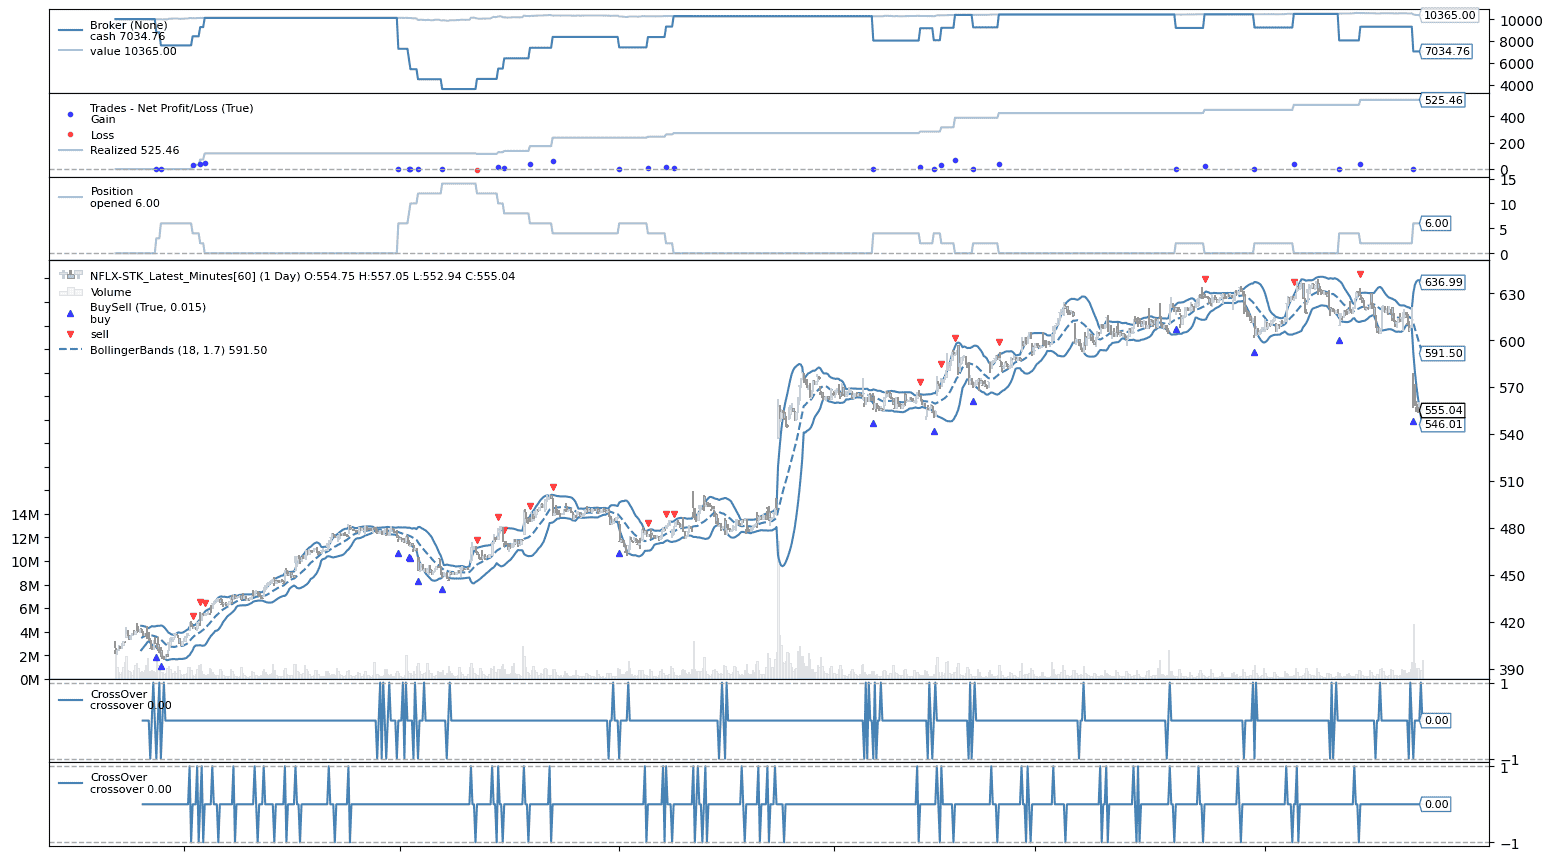 Broker (None)
cash 7034.76
value 10365.00
10365.00
10000
8000
7034.76
6000
4000
Trades - Net Profit/Loss (True)
Gain
Loss
Realized 525.46
525.46
400
200
0
Position
opened 6.00
15
10
6.00
5
0
NFLX-STK_Latest_Minutes[60] (1 Day) O:554.75 H:557.05 L:552.94 C:555.04
Volume
BuySell (True, 0.015)
buy
sell
BollingerBands (18, 1.7) 591.50
636.99
630
600
591.50
570
555.04
546.01
540
510
480
450
420
390
14M
12M
10M
8M
6M
4M
2M
0M
CrossOver
crossover 0.00
1
0.00
−1
CrossOver
crossover 0.00
1
0.00
−1